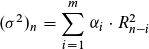 (σ²)ₙ = ∑ᵢ₌₁ᵐ αᵢ · R²ₙ₋ᵢ